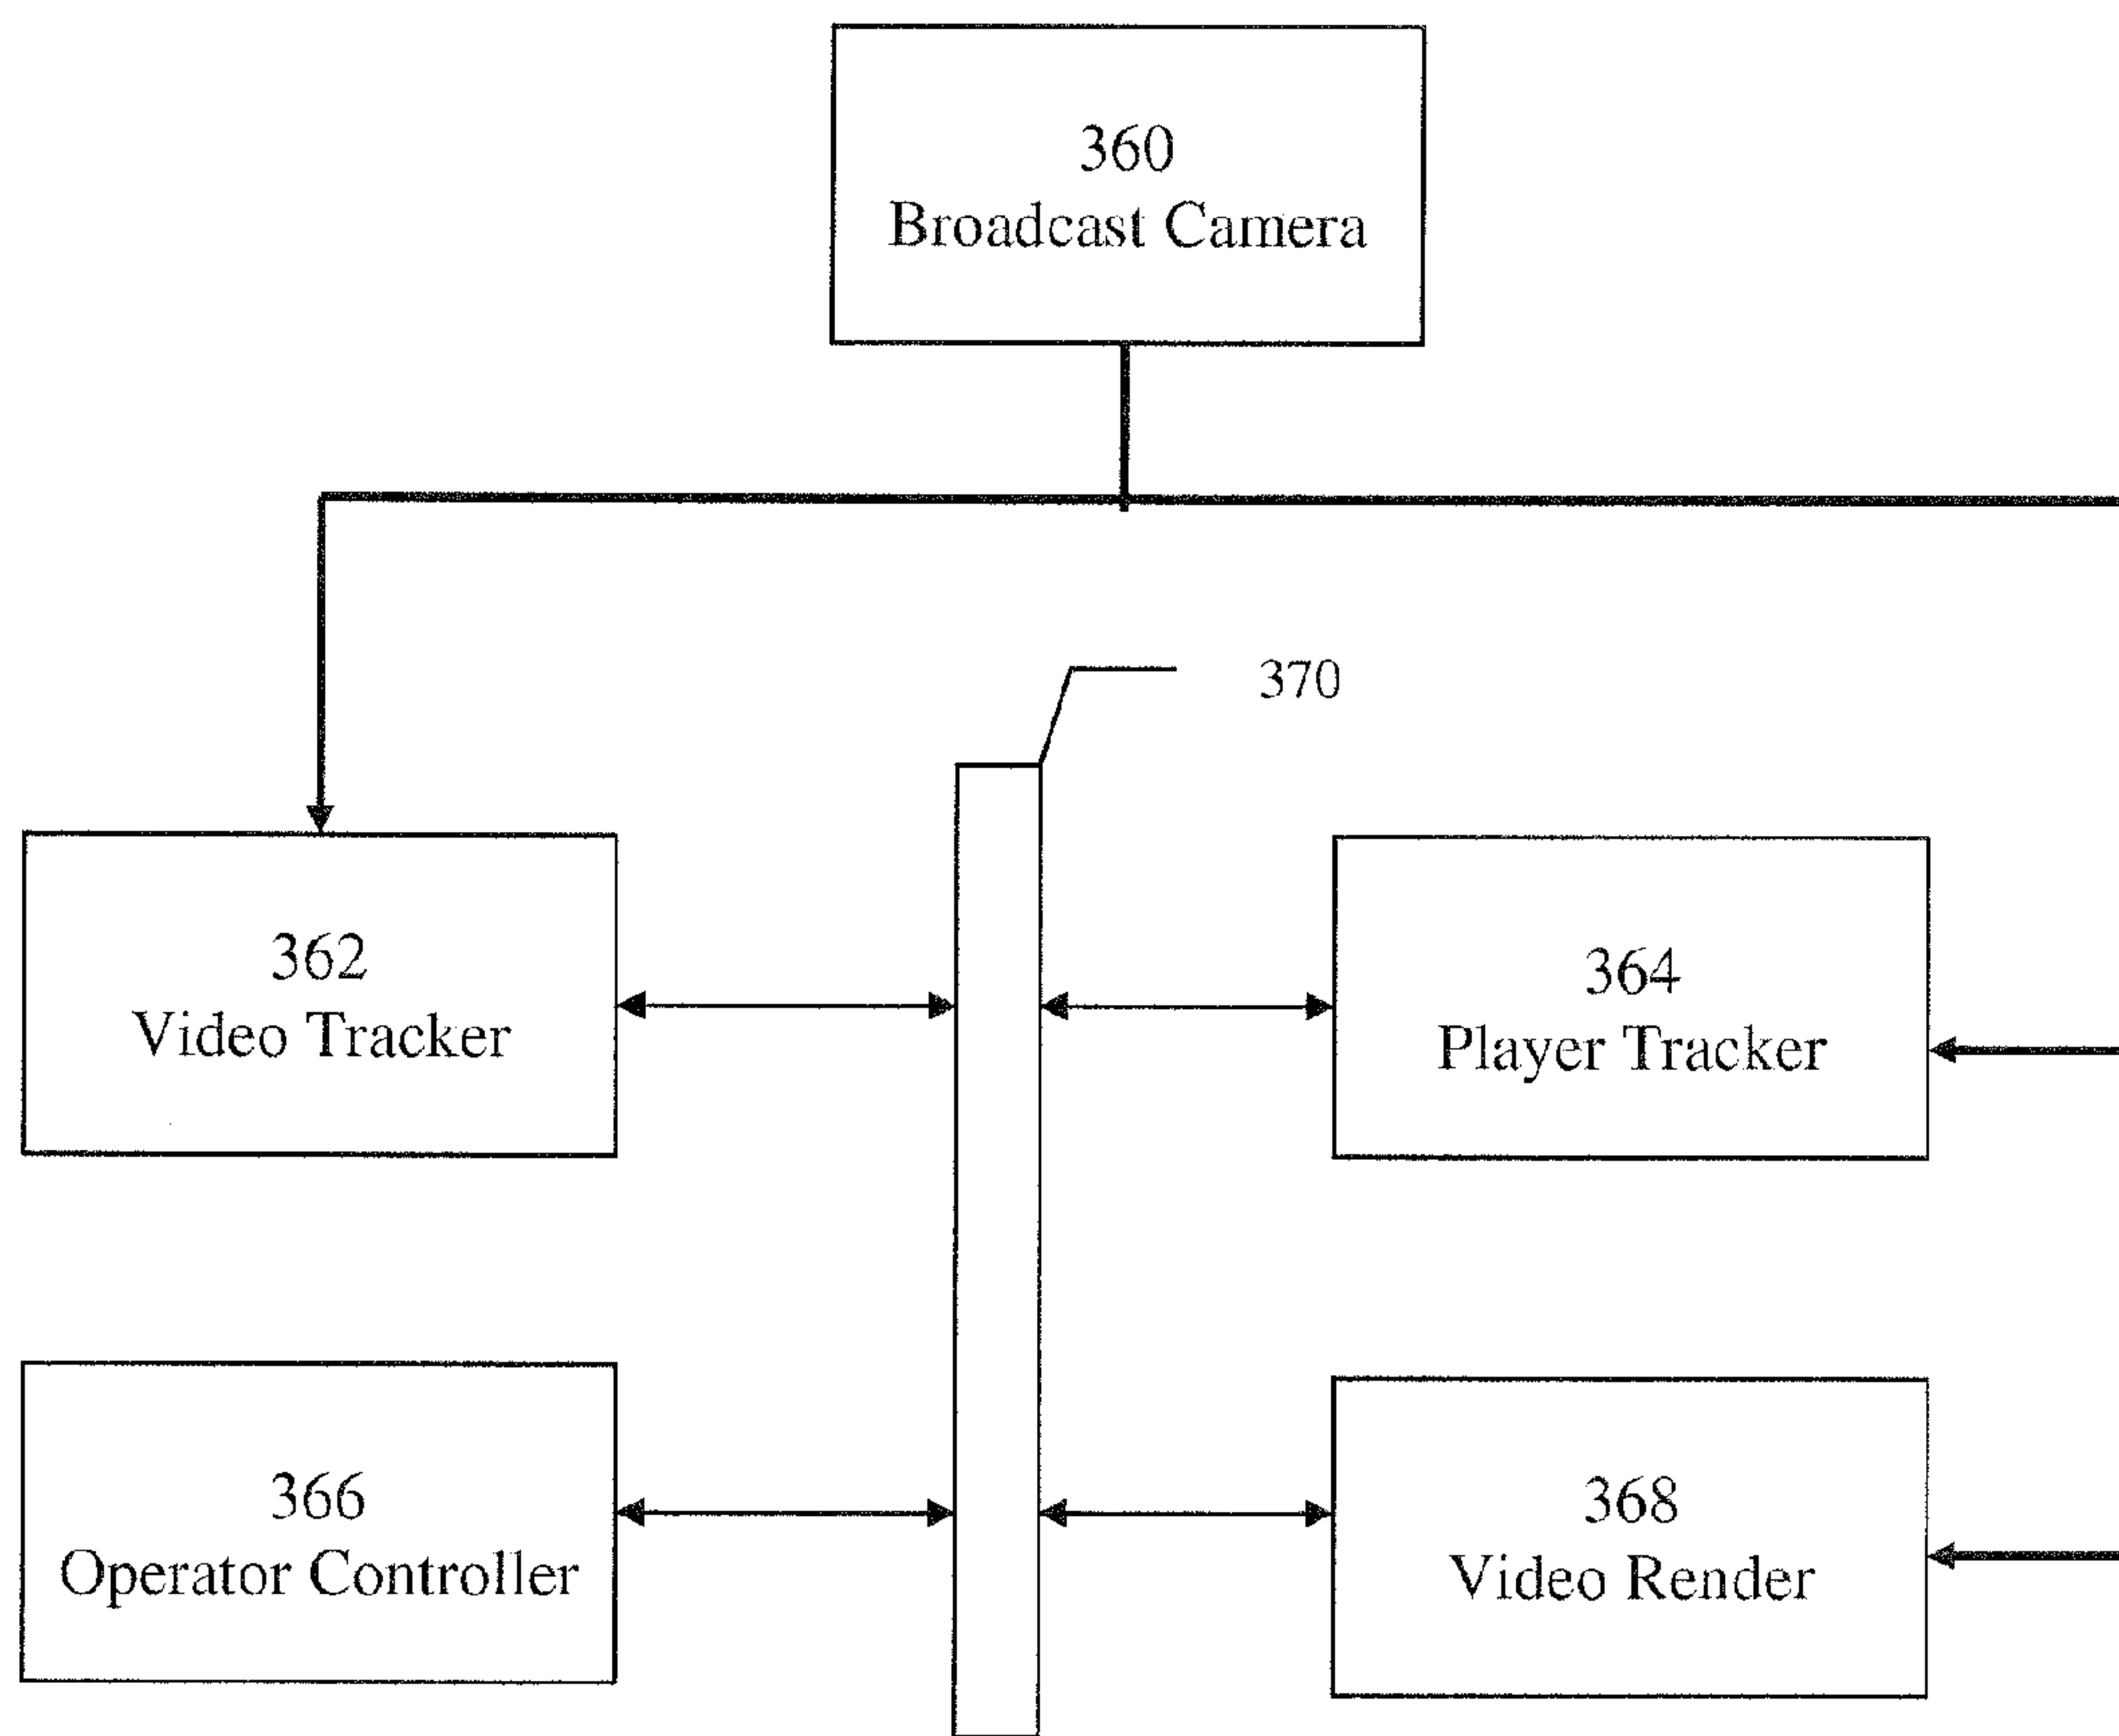 360
Broadcast Camera
370
362
Video Tracker
364
Player Tracker
366
Operator Controller
368
Video Render